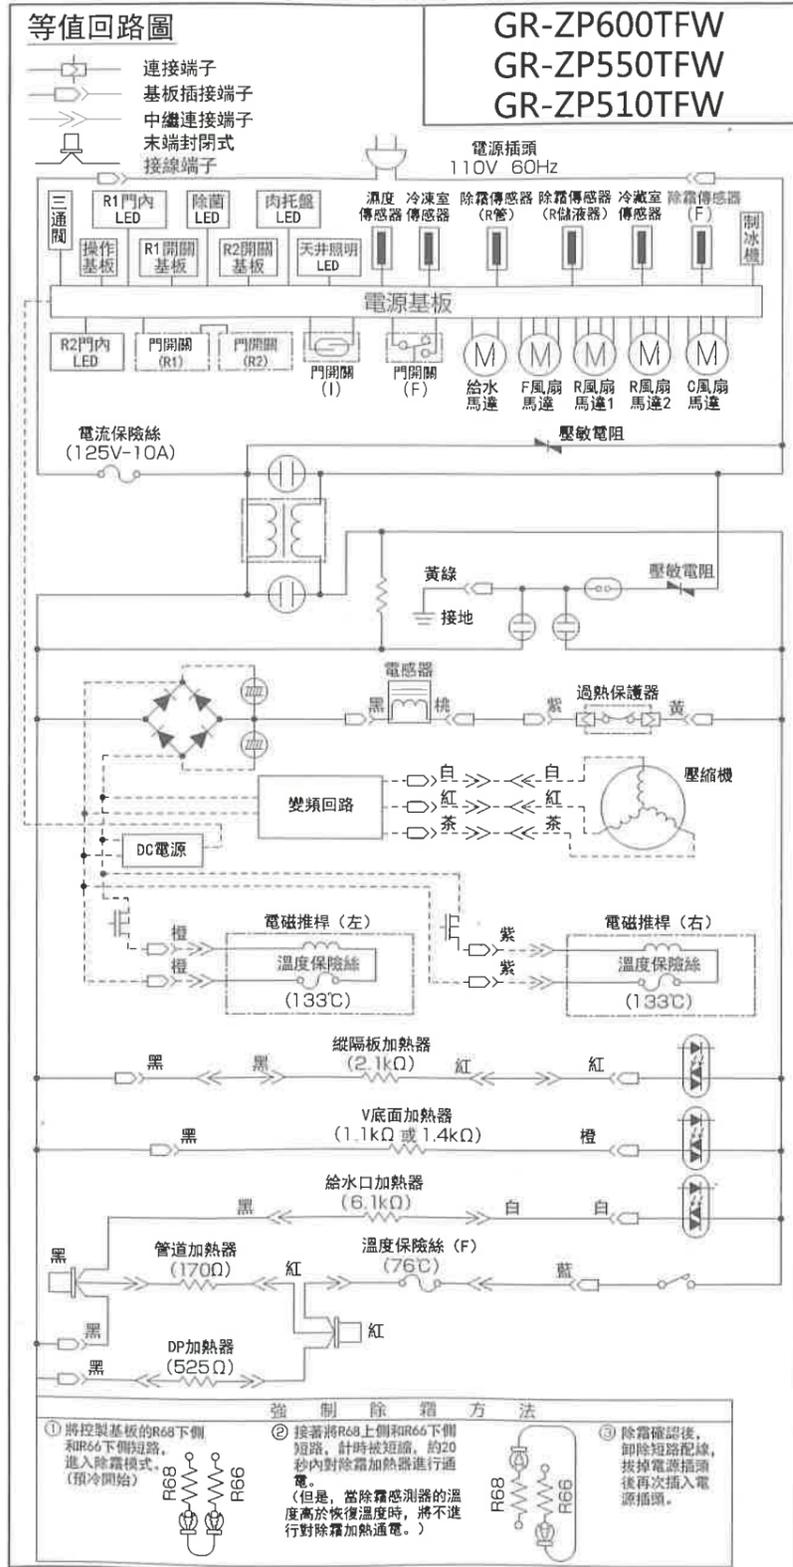 等值回路圖
GR-ZP600TFW
GR-ZP550TFW
GR-ZP510TFW
連接端子
基板插接端子
中繼連接端子
末端封閉式
接線端子
電源插頭
110V 60Hz
三通閥
R1門內
LED
除菌
LED
肉托盤
LED
濕度
傳感器
冷凍室
傳感器
除霜傳感器
(R管)
除霜傳感器
(R儲液器)
冷藏室
傳感器
除霜傳感器
(F)
制冰機
操作
基板
R1開關
基板
R2開關
基板
天井照明
LED
電源基板
R2門內
LED
門開關
(R1)
門開關
(R2)
門開關
(I)
門開關
(F)
M
M
M
M
M
給水
馬達
F風扇
馬達
R風扇
馬達1
R風扇
馬達2
C風扇
馬達
電流保險絲
(125V-10A)
壓敏電阻
黃綠
接地
壓敏電阻
電感器
黑
桃
紫
過熱保護器
黃
變頻回路
白
紅
茶
白
紅
茶
壓縮機
DC電源
電磁推桿（左）
橙
橙
溫度保險絲
(133℃)
電磁推桿（右）
紫
紫
溫度保險絲
(133℃)
縱隔板加熱器
(2.1kΩ)
黑
黑
紅
紅
V底面加熱器
(1.1kΩ 或 1.4kΩ)
黑
橙
給水口加熱器
(6.1kΩ)
黑
白
白
管道加熱器
(170Ω)
黑
紅
溫度保險絲（F）
(76℃)
藍
黑
紅
DP加熱器
(525Ω)
黑
強制除霜方法
① 將控製基板的R68下側
和R66下側短路，
進入除霜模式。
(預冷開始)
R68
R66
② 接著將R68上側和R66下側
短路，計時被短縮，約20
秒內對除霜加熱器進行通
電。
(但是，當除霜感測器的溫
度高於恢復溫度時，將不進
行對除霜加熱通電。)
R68
R66
③ 除霜確認後，
卸除短路配線，
拔掉電源插頭
後再次插入電
源插頭。